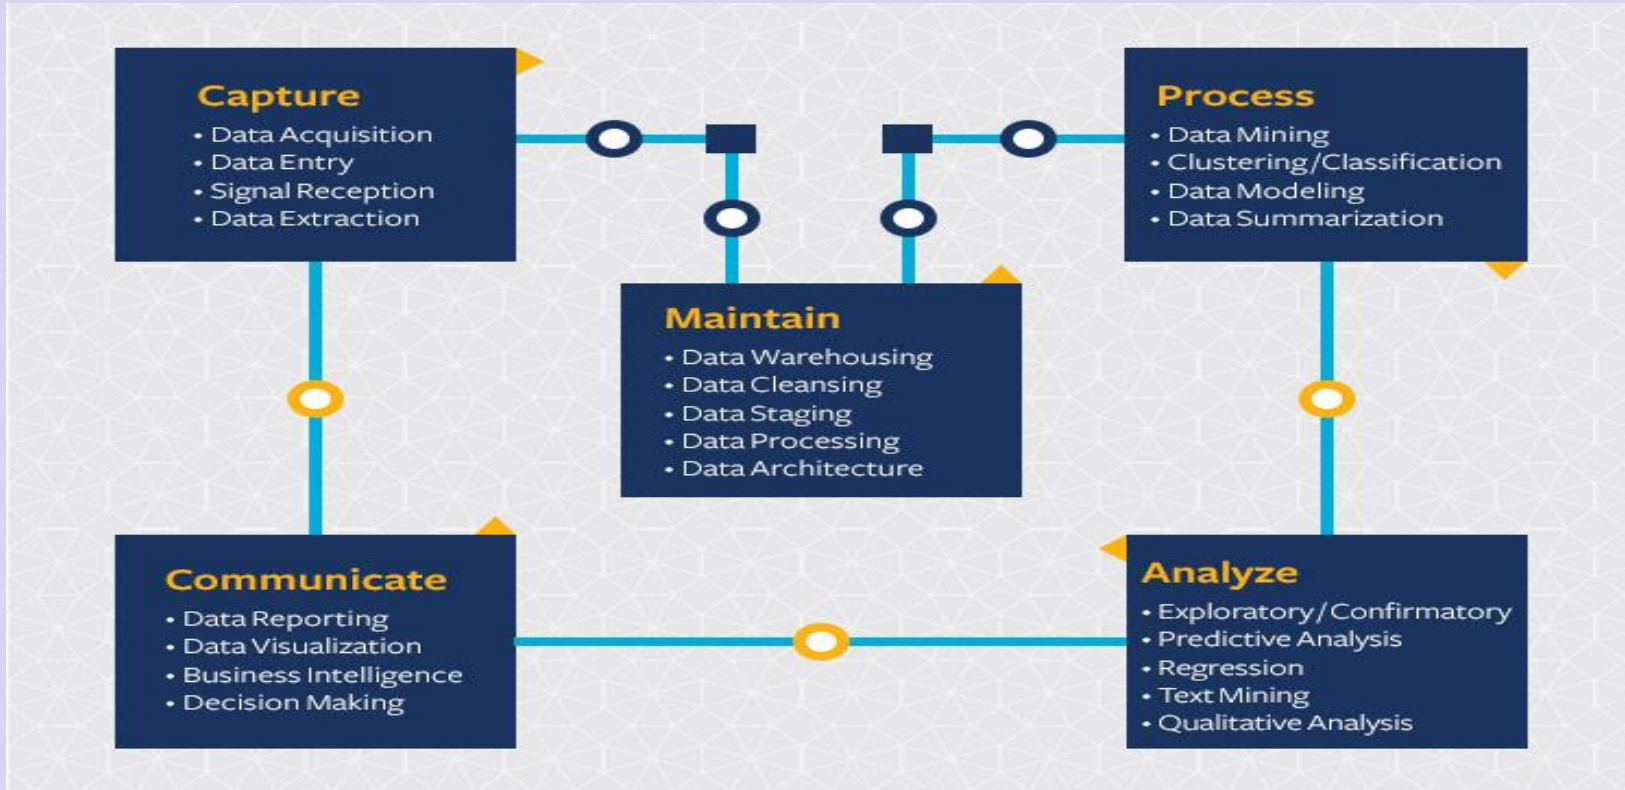 Capture
• Data Acquisition
• Data Entry
• Signal Reception
• Data Extraction
Process
• Data Mining
• Clustering/Classification
• Data Modeling
• Data Summarization
Maintain
• Data Warehousing
• Data Cleansing
• Data Staging
• Data Processing
• Data Architecture
Communicate
• Data Reporting
• Data Visualization
• Business Intelligence
• Decision Making
Analyze
• Exploratory/Confirmatory
• Predictive Analysis
• Regression
• Text Mining
• Qualitative Analysis